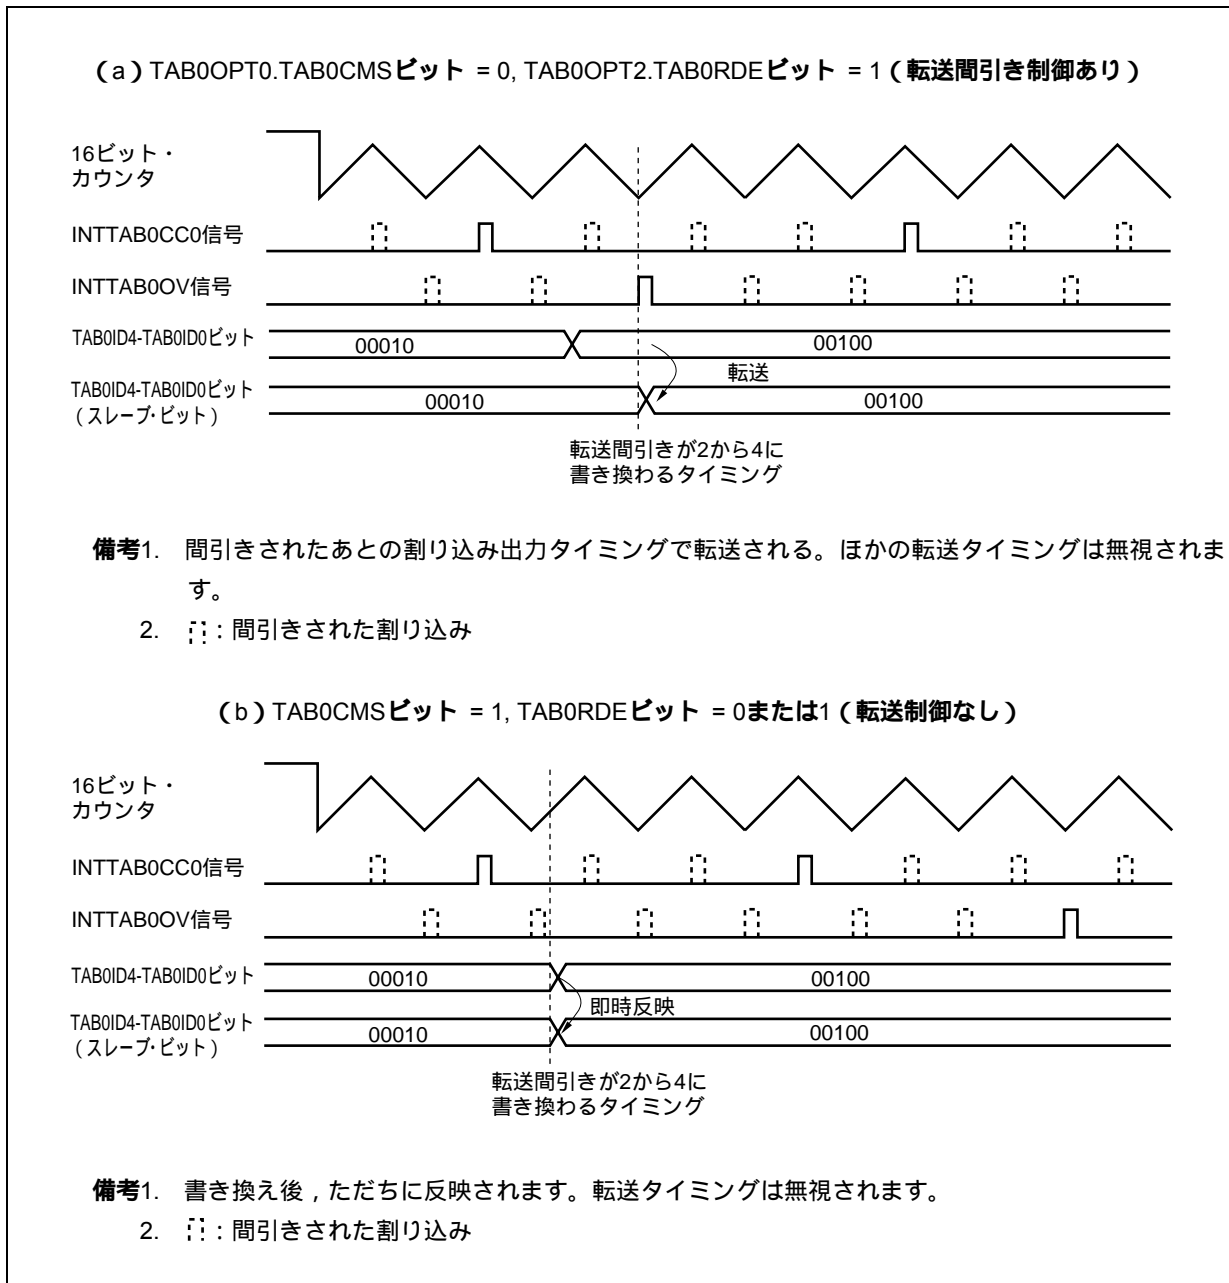 （a）TAB0OPT0.TAB0CMSビット = 0, TAB0OPT2.TAB0RDEビット = 1（転送間引き制御あり）
16ビット・
カウンタ
INTTAB0CC0信号
INTTAB0OV信号
TAB0ID4-TAB0ID0ビット
00010
00100
転送
TAB0ID4-TAB0ID0ビット
（スレーブ・ビット）
00010
00100
転送間引きが2から4に
書き換わるタイミング
備考1. 間引きされたあとの割り込み出力タイミングで転送される。ほかの転送タイミングは無視されま
す。
2. ：間引きされた割り込み
（b）TAB0CMSビット = 1, TAB0RDEビット = 0または1（転送制御なし）
16ビット・
カウンタ
INTTAB0CC0信号
INTTAB0OV信号
TAB0ID4-TAB0ID0ビット
00010
00100
即時反映
TAB0ID4-TAB0ID0ビット
（スレーブ・ビット）
00010
00100
転送間引きが2から4に
書き換わるタイミング
備考1. 書き換え後，ただちに反映されます。転送タイミングは無視されます。
2. ：間引きされた割り込み